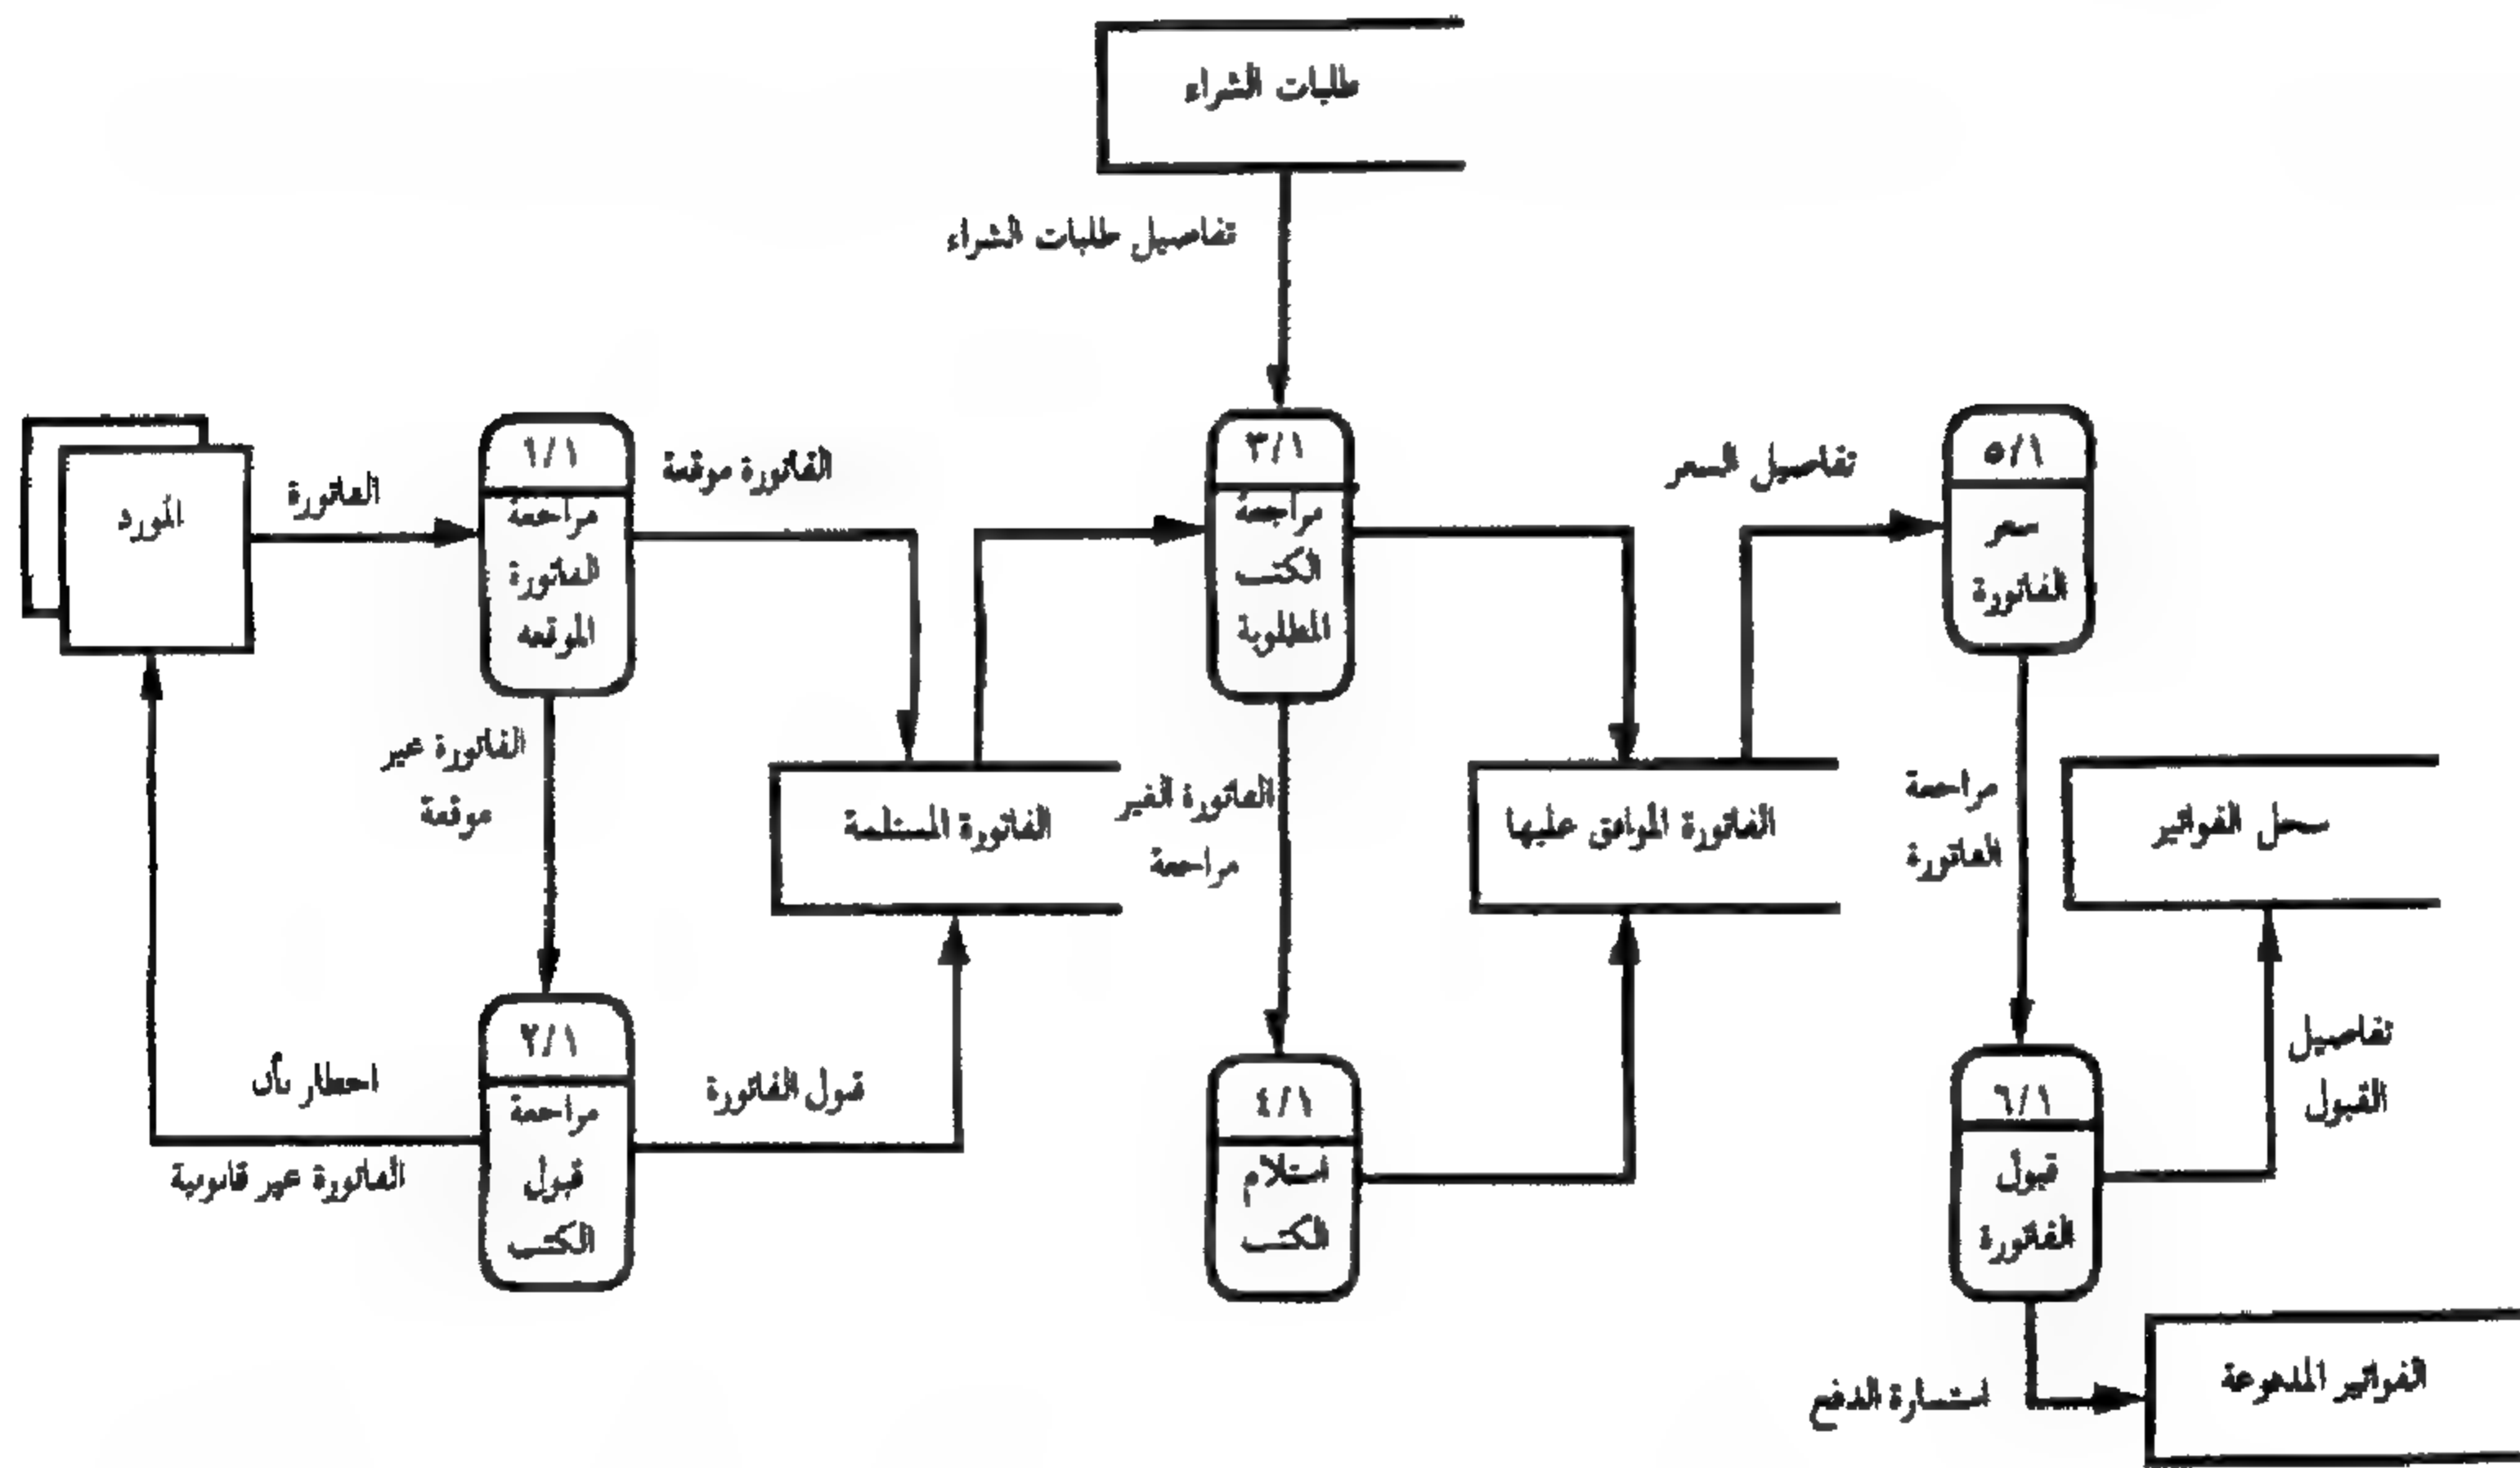 طلبات الشراء
تفاصيل طلبات الشراء
المورد
الفاتورة
١/١
مراجعة
الفاتورة
الموقعه
الفاتورة موقعة
٣/١
مراجعة
الكتب
المطلوبة
تفاصيل السعر
٥/١
سعر
الفاتورة
الفاتورة غير
موقعة
الفاتورة المستلمة
الفاتورة الغير
مراجعة
الفاتورة الموافق عليها
مراجعة
الفاتورة
سجل الفواتير
٢/١
مراجعة
قبول
الكتب
اخطار بأن
الفاتورة غير قانونية
قبول الفاتورة
٤/١
استلام
الكتب
٦/١
قبول
الفاتورة
تفاصيل
القبول
استشارة الدفع
الفواتير المدفوعة